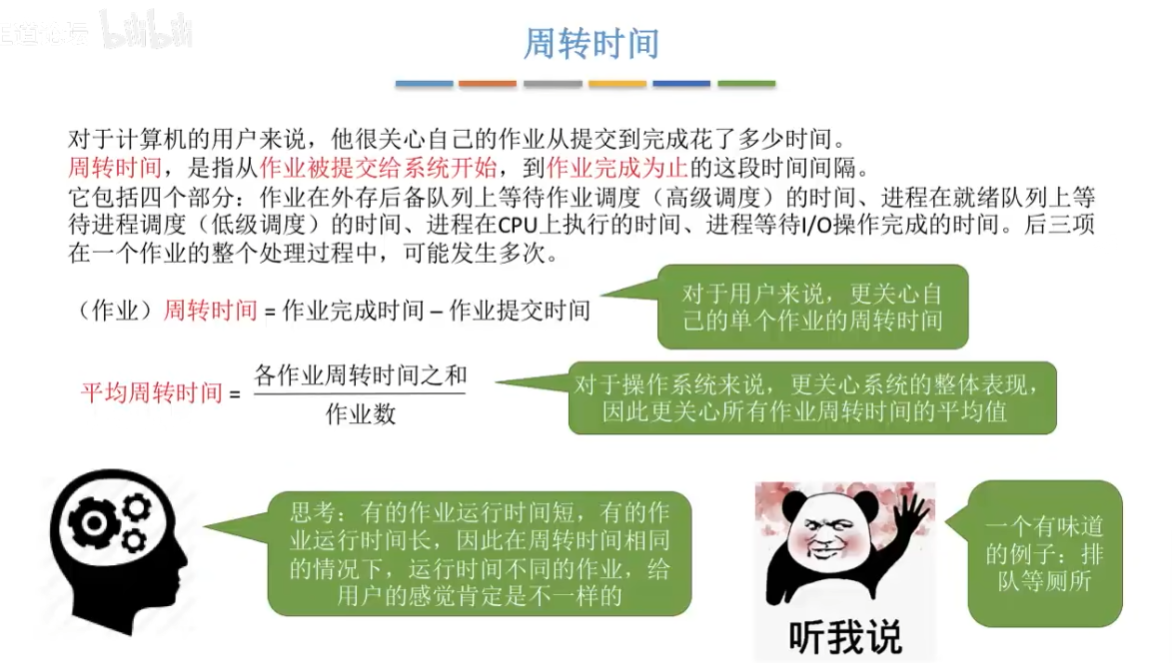 bilibili
周转时间
对于计算机的用户来说，他很关心自己的作业从提交到完成花了多少时间。
周转时间，是指从作业被提交给系统开始，到作业完成为止的这段时间间隔。
它包括四个部分：作业在外存后备队列上等待作业调度（高级调度）的时间、进程在就绪队列上等
待进程调度（低级调度）的时间、进程在CPU上执行的时间、进程等待I/O操作完成的时间。后三项
在一个作业的整个处理过程中，可能发生多次。
（作业）周转时间 = 作业完成时间 – 作业提交时间
对于用户来说，更关心自
己的单个作业的周转时间
平均周转时间 =
各作业周转时间之和
作业数
对于操作系统来说，更关心系统的整体表现，
因此更关心所有作业周转时间的平均值
思考：有的作业运行时间短，有的作
业运行时间长，因此在周转时间相同
的情况下，运行时间不同的作业，给
用户的感觉肯定是不一样的
听我说
一个有味道
的例子：排
队等厕所